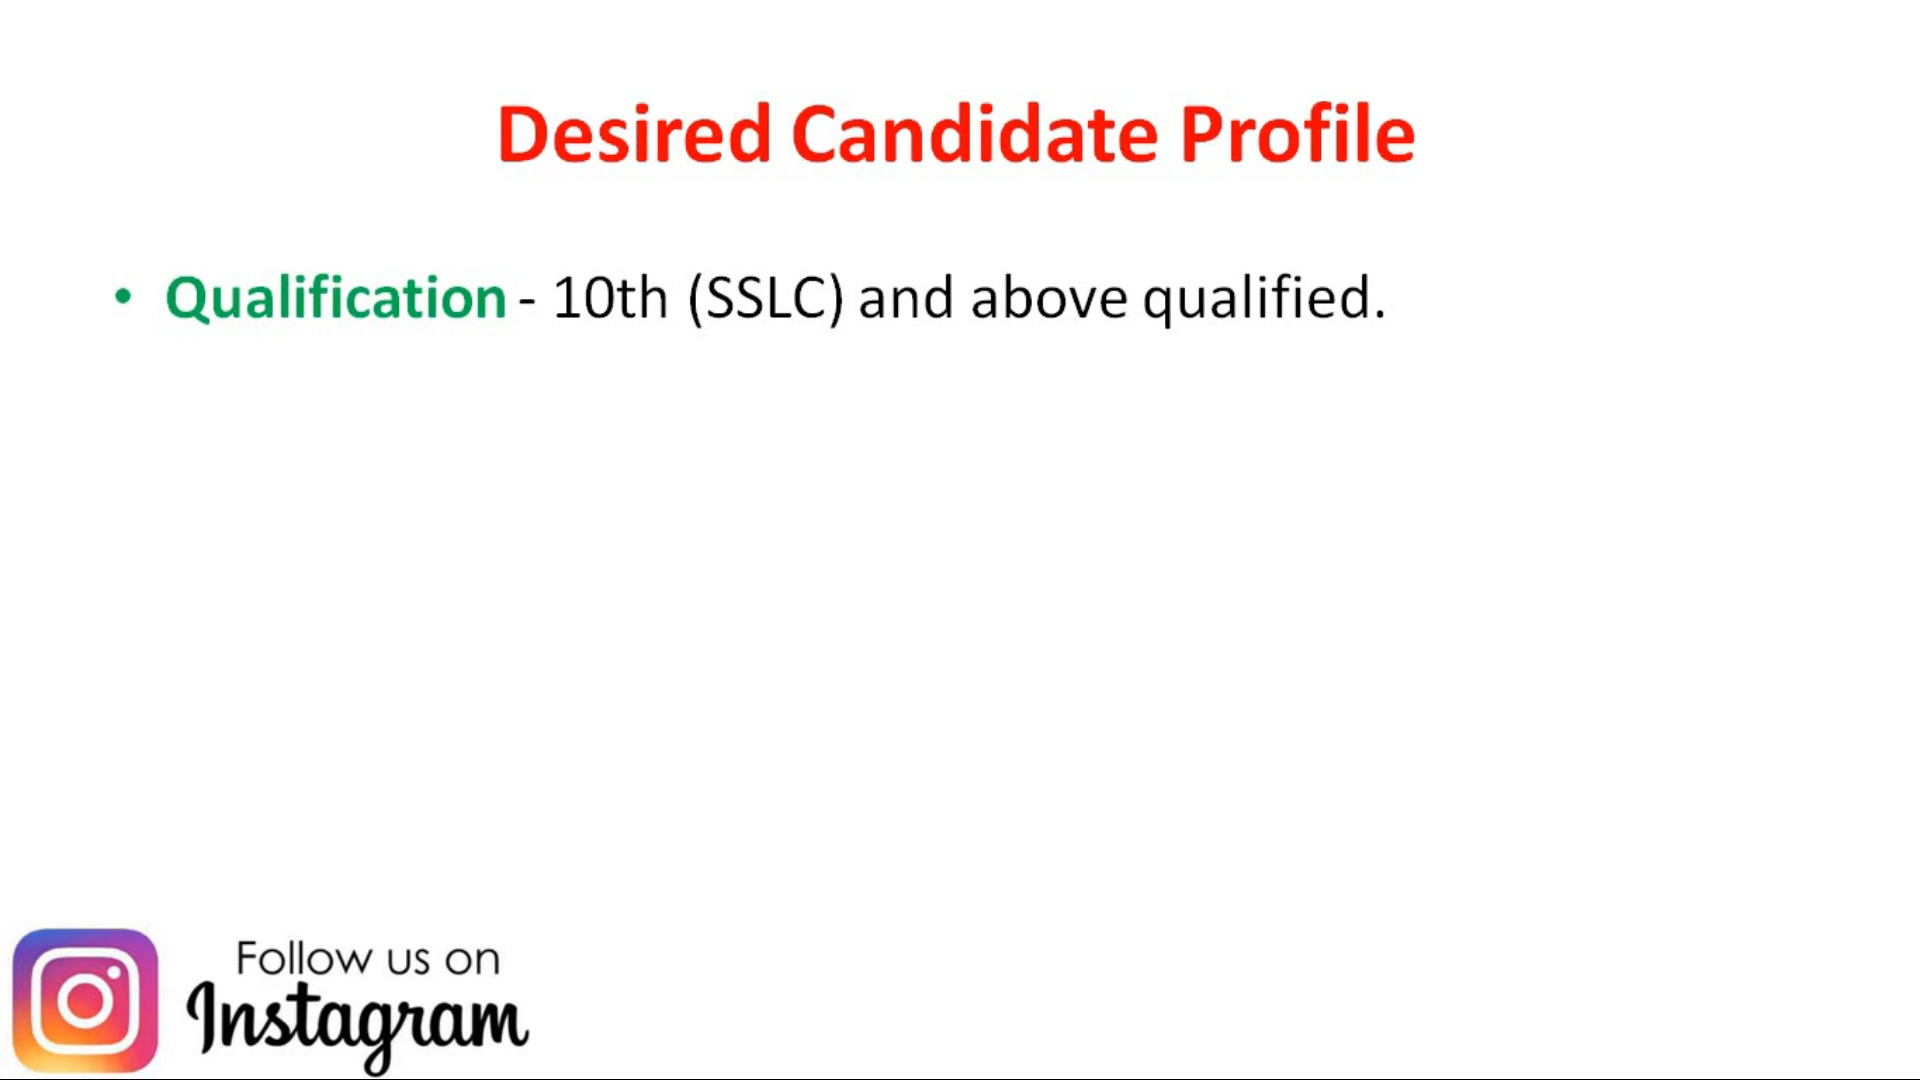 Desired Candidate Profile
• Qualification - 10th (SSLC) and above qualified.
Follow us on
Instagram